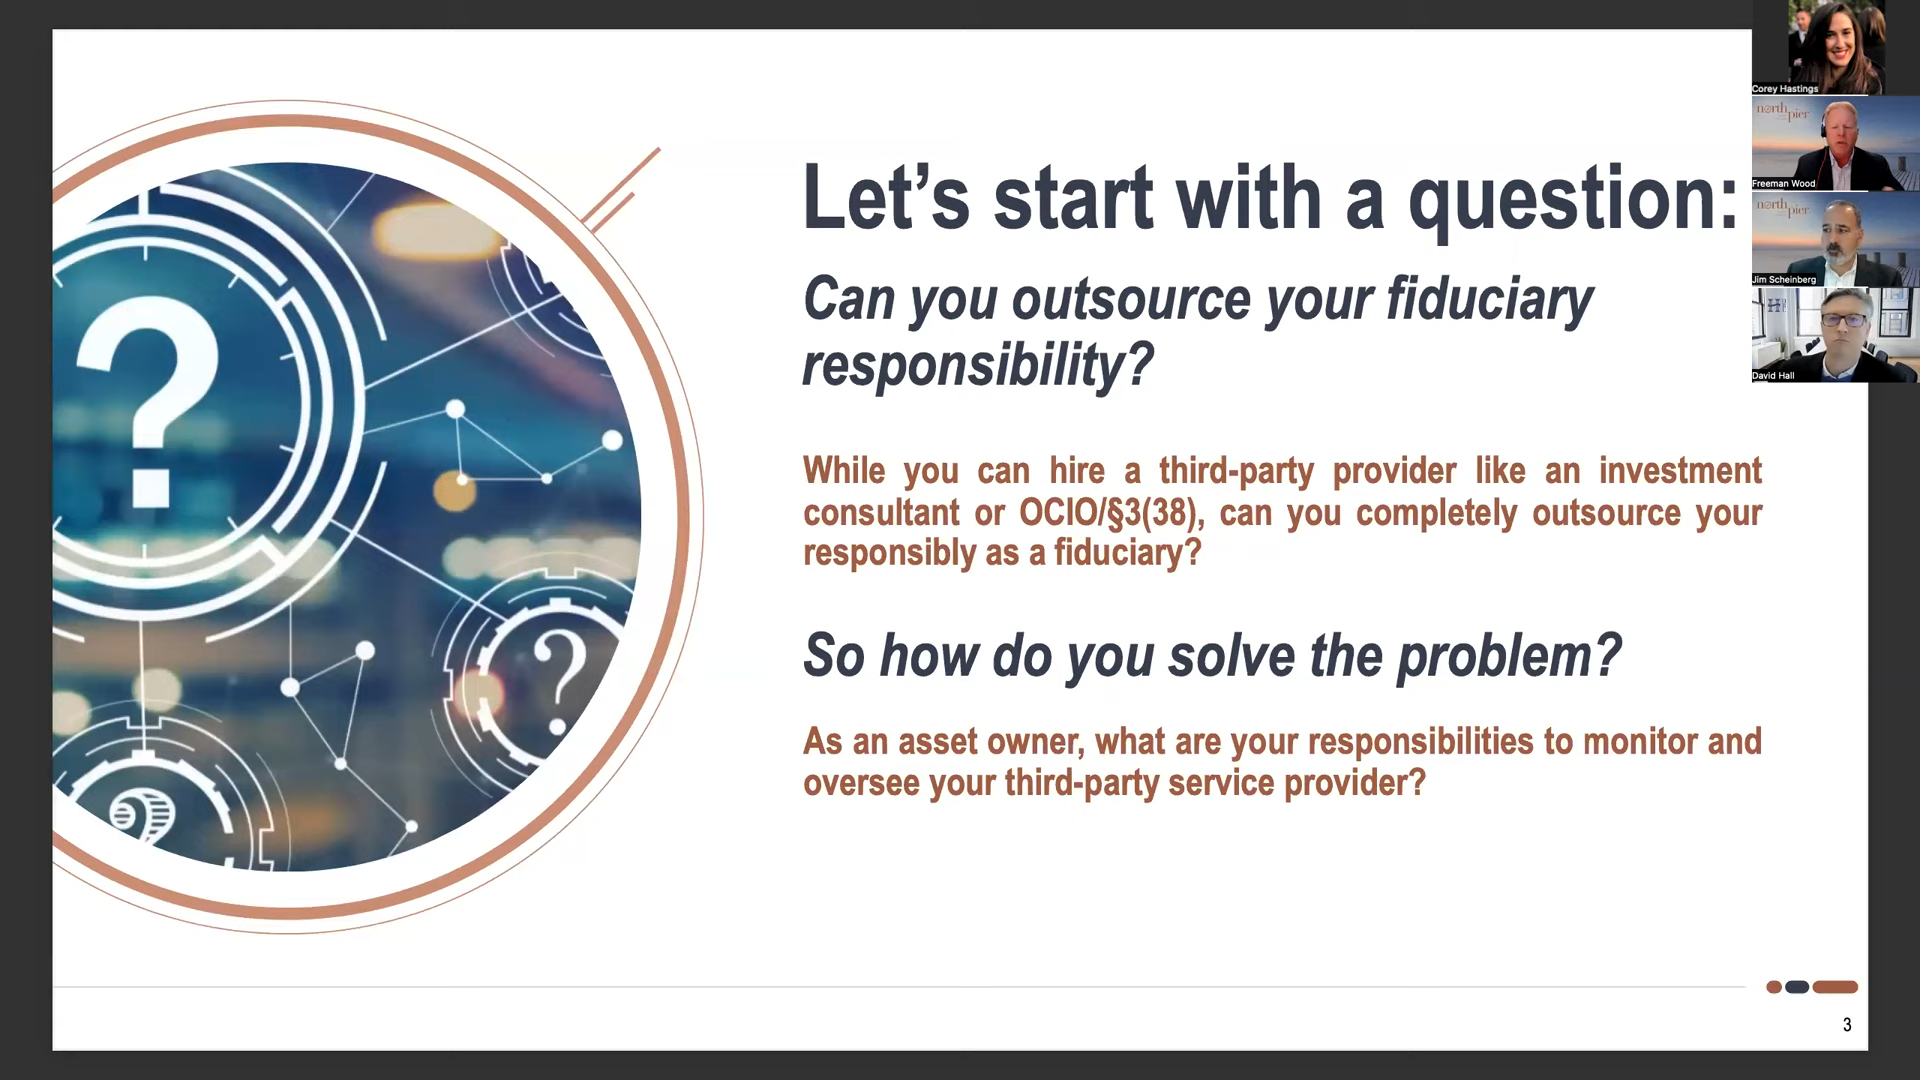 Let’s start with a question:
Can you outsource your fiduciary
responsibility?
While you can hire a third-party provider like an investment
consultant or OCIO/§3(38), can you completely outsource your
responsibly as a fiduciary?
So how do you solve the problem?
As an asset owner, what are your responsibilities to monitor and
oversee your third-party service provider?
3
?
?
?
Corey Hastings
north
pier
Freeman Wood
north
pier
Jim Scheinberg
H
David Hall